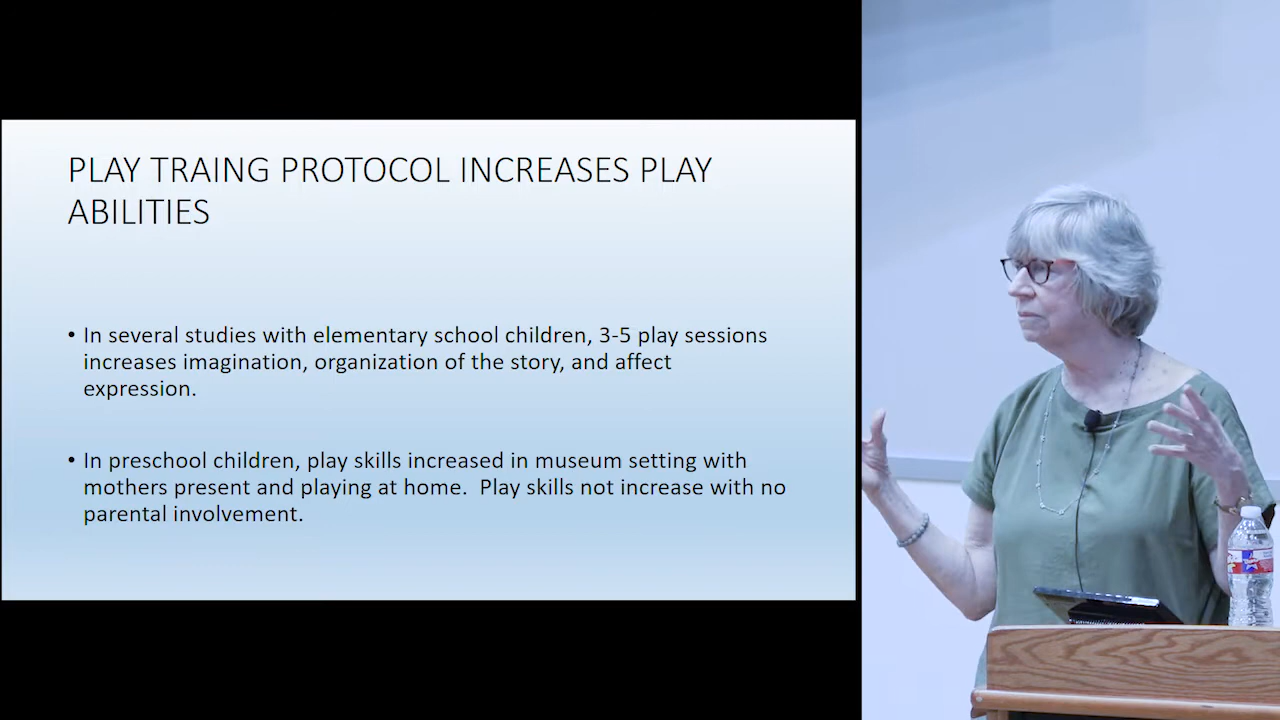 PLAY TRAING PROTOCOL INCREASES PLAY
ABILITIES
• In several studies with elementary school children, 3-5 play sessions
increases imagination, organization of the story, and affect
expression.
• In preschool children, play skills increased in museum setting with
mothers present and playing at home.  Play skills not increase with no
parental involvement.